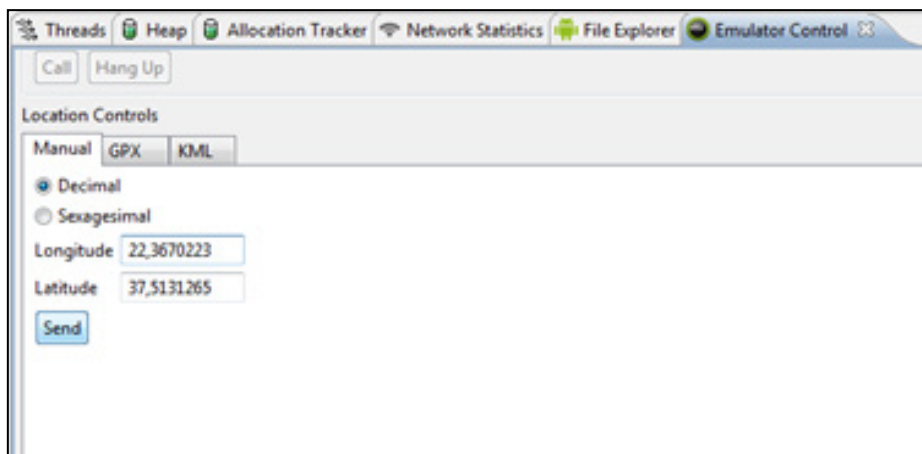 Threads Heap Allocation Tracker Network Statistics File Explorer Emulator Control
Call Hang Up
Location Controls
Manual GPX KML
Decimal
Sexagesimal
Longitude 22,3670223
Latitude 37,5131265
Send